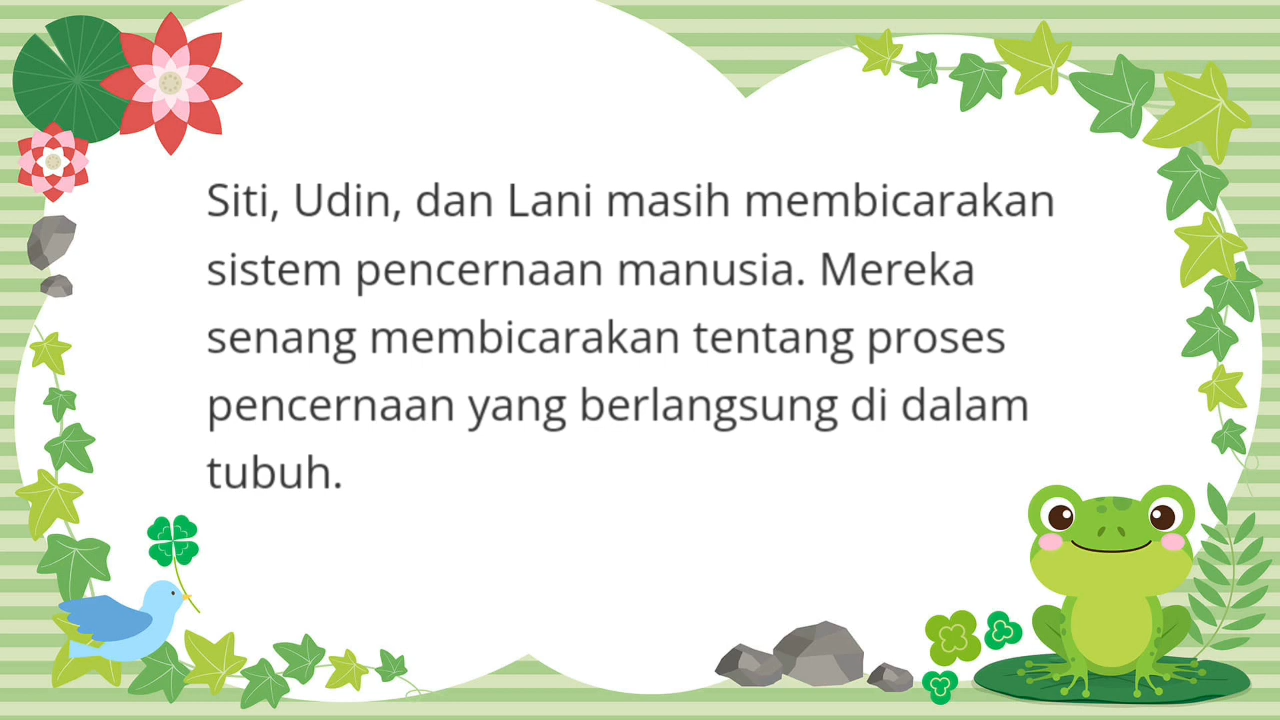 Siti, Udin, dan Lani masih membicarakan
sistem pencernaan manusia. Mereka
senang membicarakan tentang proses
pencernaan yang berlangsung di dalam
tubuh.